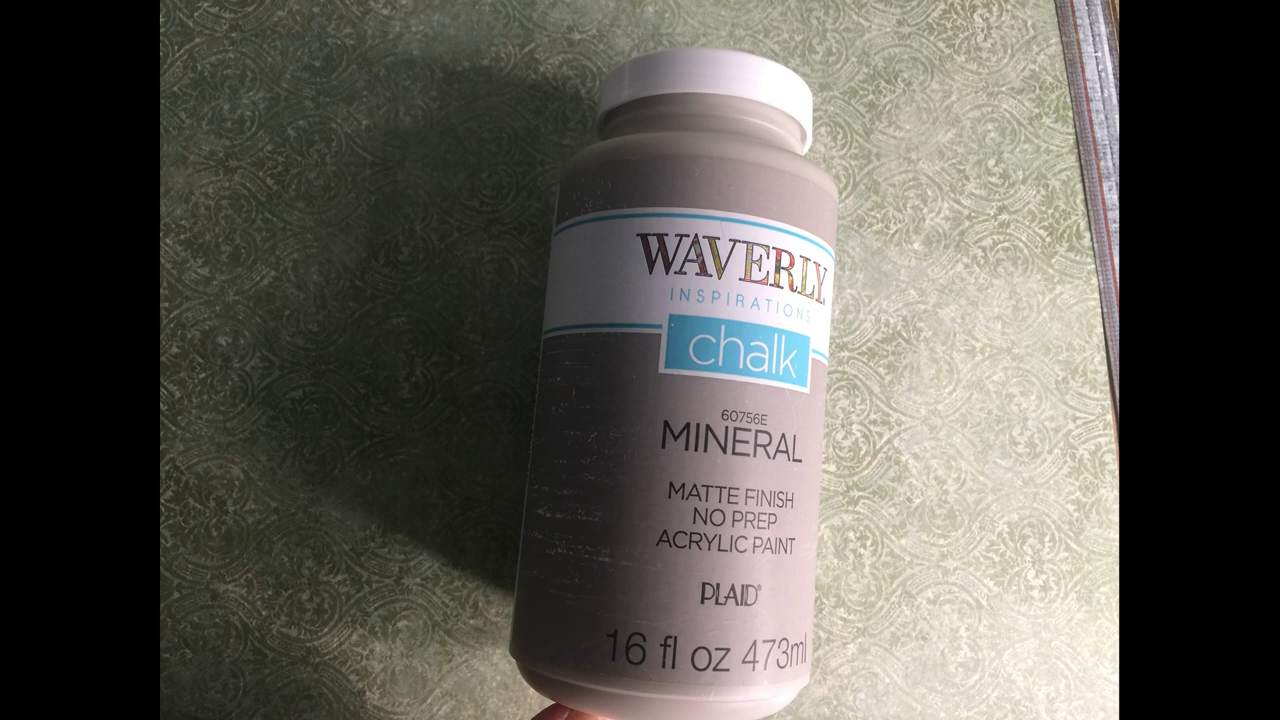 WAVERLY
INSPIRATIONS
chalk
60756E
MINERAL
MATTE FINISH
NO PREP
ACRYLIC PAINT
PLAID®
16 fl oz 473ml